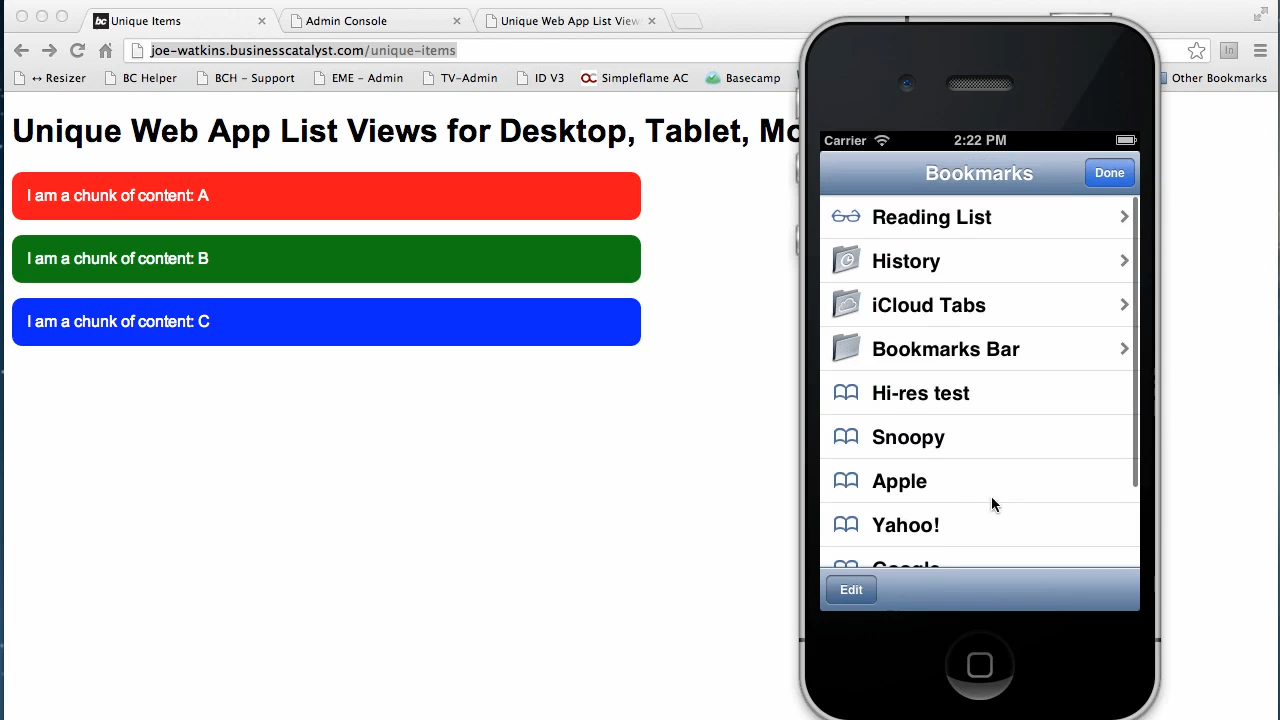 bc Unique Items
Admin Console
Unique Web App List View
joe-watkins.businesscatalyst.com/unique-items
In
↔ Resizer
BC Helper
BCH - Support
EME - Admin
TV-Admin
ID V3
Simpleflame AC
Basecamp
Other Bookmarks
Unique Web App List Views for Desktop, Tablet, Mo
I am a chunk of content: A
I am a chunk of content: B
I am a chunk of content: C
Carrier 2:22 PM
Bookmarks Done
Reading List
History
iCloud Tabs
Bookmarks Bar
Hi-res test
Snoopy
Apple
Yahoo!
Google
Edit